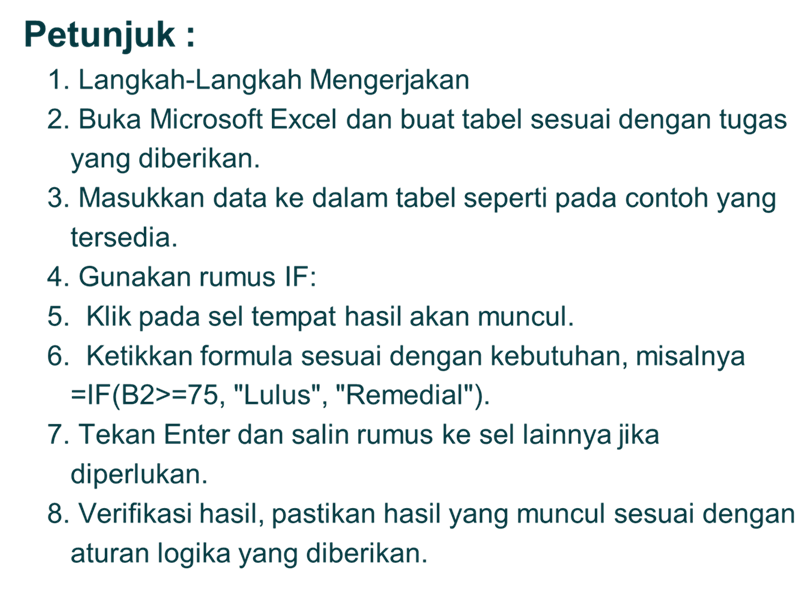 Petunjuk :
1. Langkah-Langkah Mengerjakan
2. Buka Microsoft Excel dan buat tabel sesuai dengan tugas
yang diberikan.
3. Masukkan data ke dalam tabel seperti pada contoh yang
tersedia.
4. Gunakan rumus IF:
5. Klik pada sel tempat hasil akan muncul.
6. Ketikkan formula sesuai dengan kebutuhan, misalnya
=IF(B2>=75, "Lulus", "Remedial").
7. Tekan Enter dan salin rumus ke sel lainnya jika
diperlukan.
8. Verifikasi hasil, pastikan hasil yang muncul sesuai dengan
aturan logika yang diberikan.